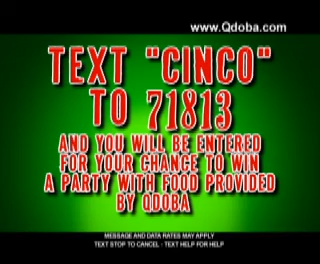 www.Qdoba.com
TEXT "CINCO"
TO 71813
AND YOU WILL BE ENTERED
FOR YOUR CHANCE TO WIN
A PARTY WITH FOOD PROVIDED
BY QDOBA
MESSAGE AND DATA RATES MAY APPLY
TEXT STOP TO CANCEL - TEXT HELP FOR HELP